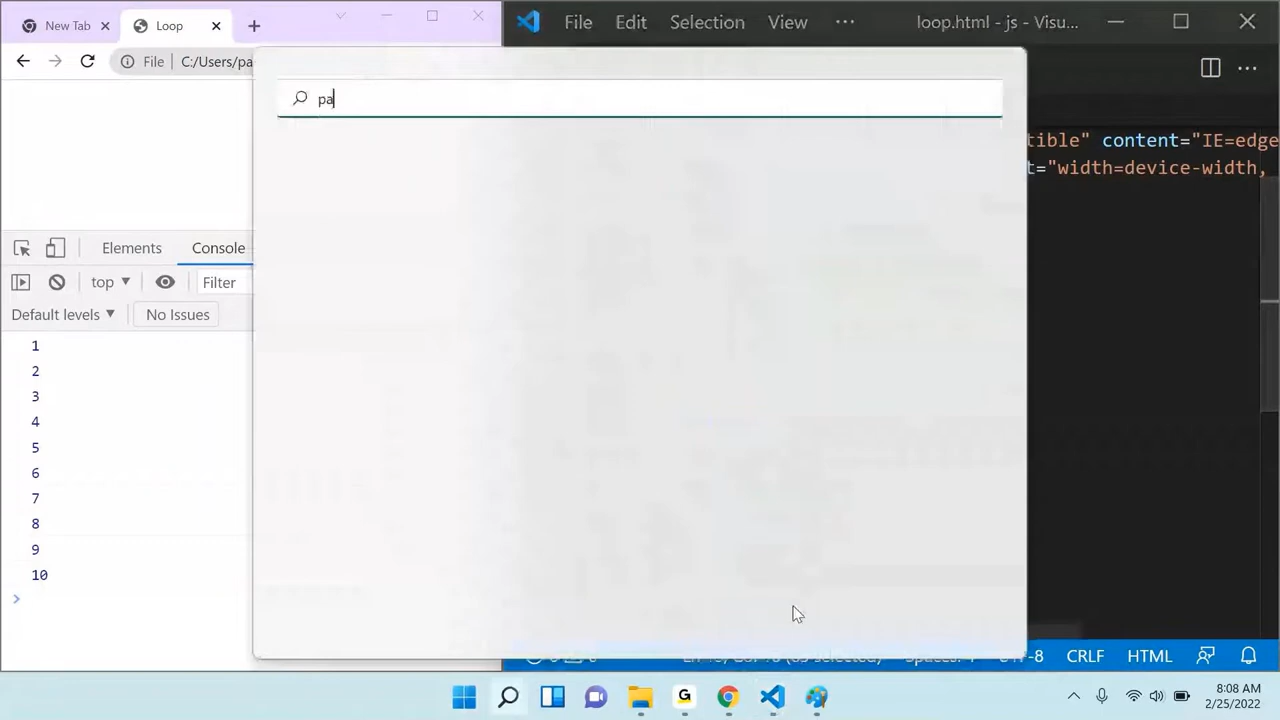 New Tab
Loop
File Edit Selection View ··· loop.html - js - Visu...
File C:/Users/pa
pa
tible" content="IE=edge
t="width=device-width,
Elements Console
top ▼ Filter
Default levels ▼ No Issues
1
2
3
4
5
6
7
8
9
10
CRLF HTML
8:08 AM
2/25/2022